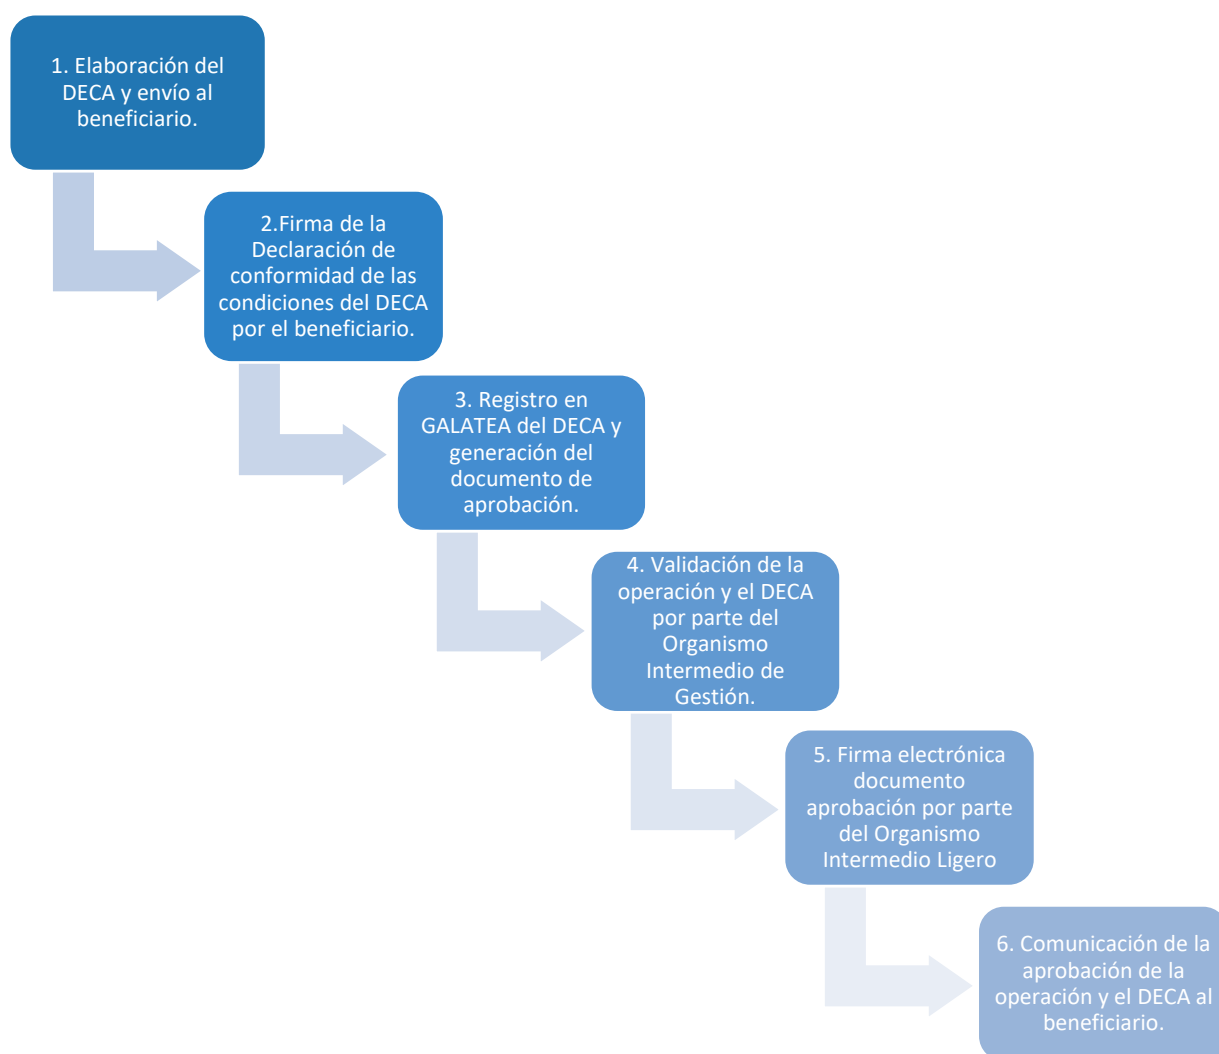 1. Elaboración del
DECA y envío al
beneficiario.
2.Firma de la
Declaración de
conformidad de las
condiciones del DECA
por el beneficiario.
3. Registro en
GALATEA del DECA y
generación del
documento de
aprobación.
4. Validación de la
operación y el DECA
por parte del
Organismo
Intermedio de
Gestión.
5. Firma electrónica
documento
aprobación por parte
del Organismo
Intermedio Ligero
6. Comunicación de la
aprobación de la
operación y el DECA al
beneficiario.